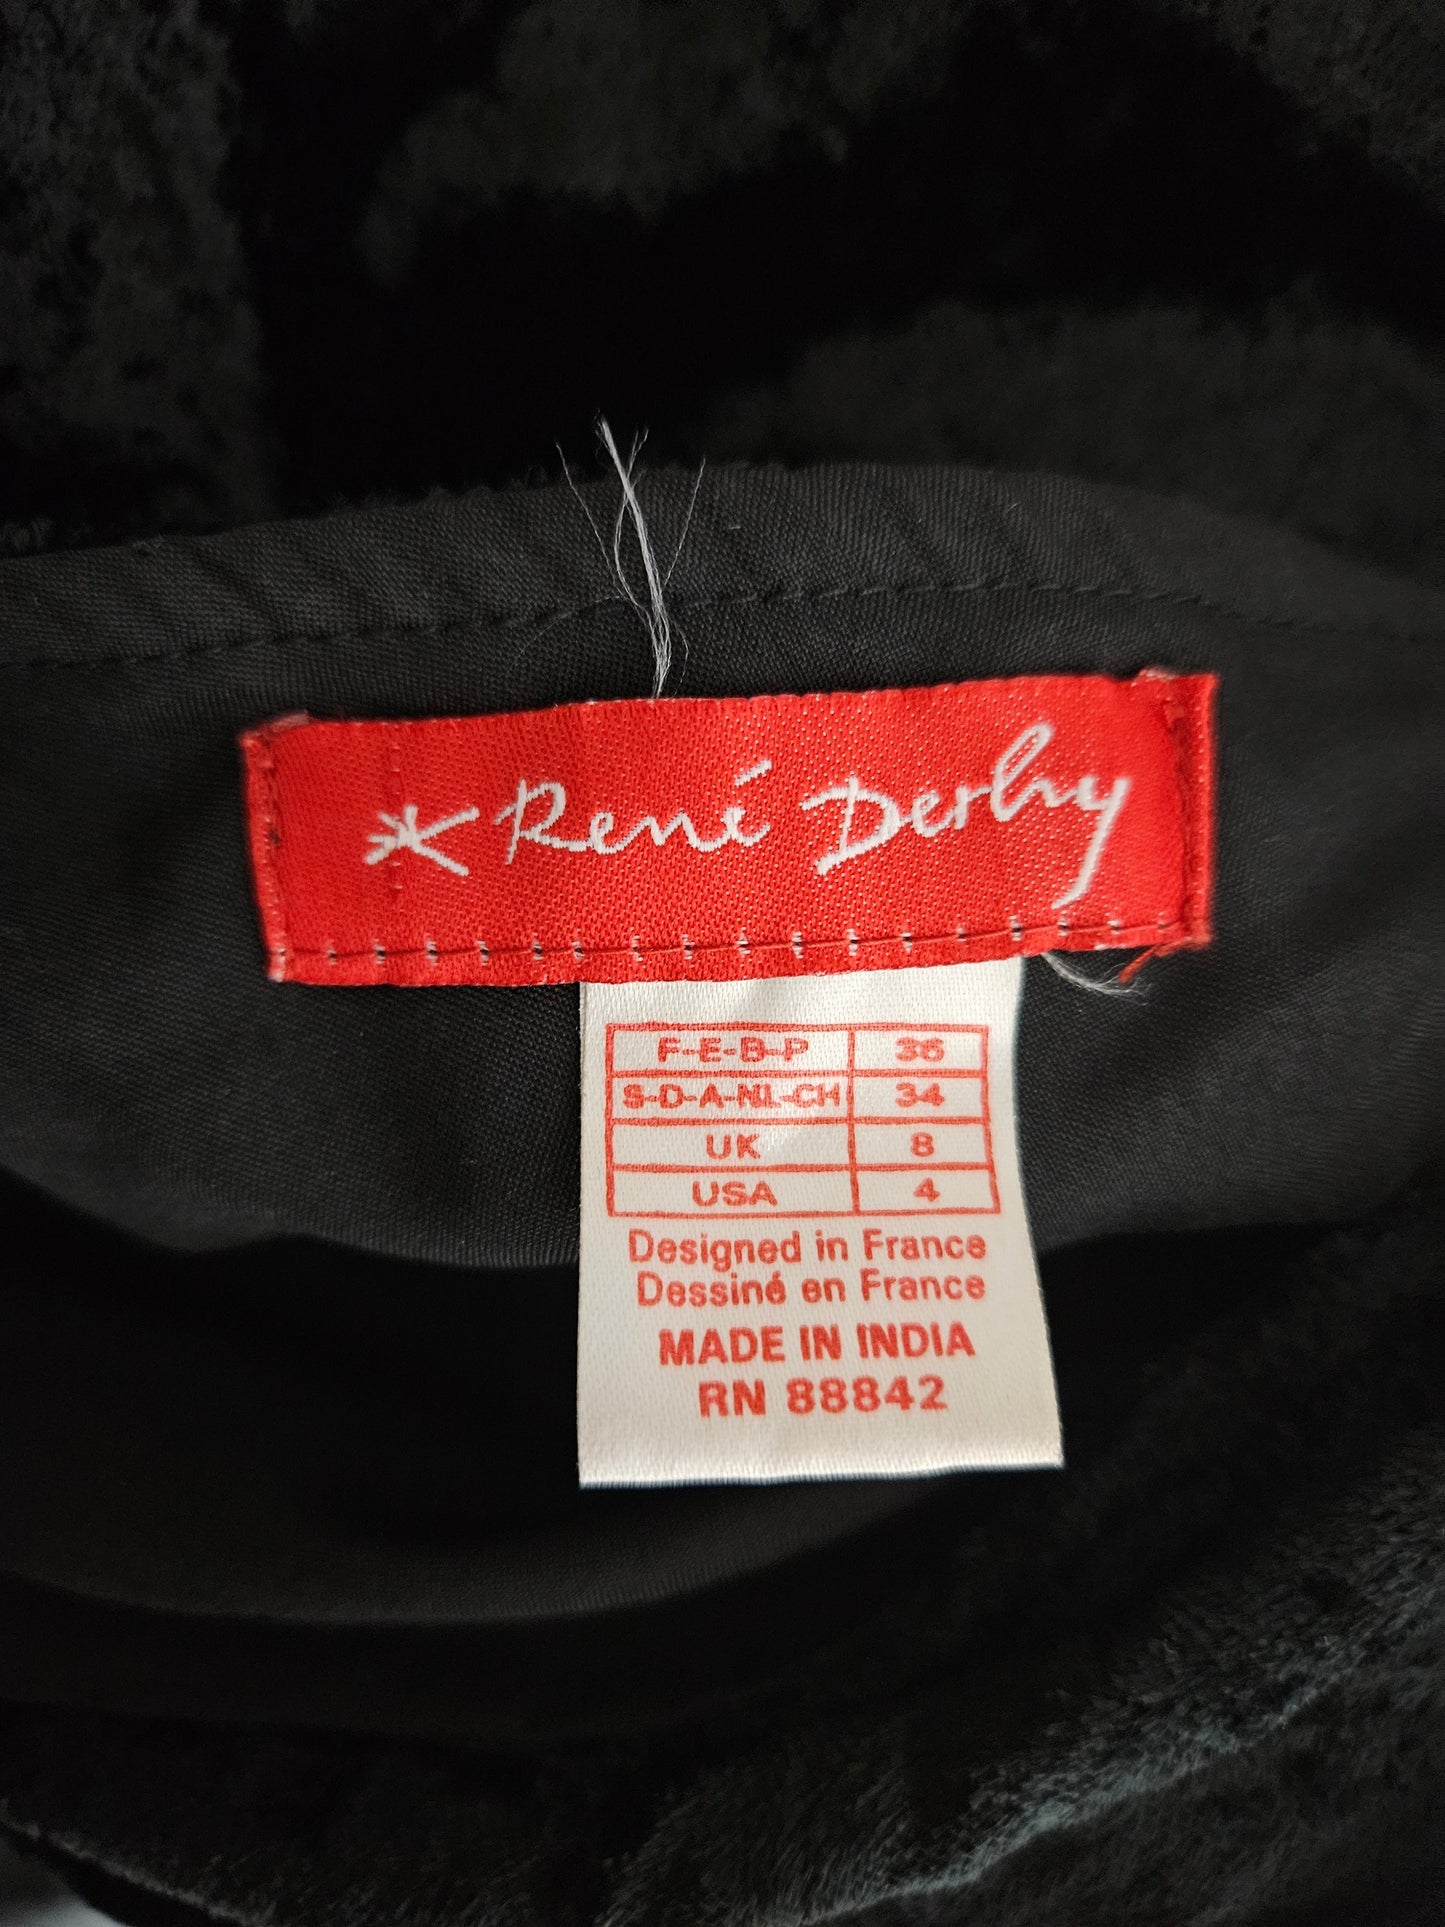 René Derhy
F-E-B-P 36
S-D-A-NL-CH 34
UK 8
USA 4
Designed in France
Dessiné en France
MADE IN INDIA
RN 88842